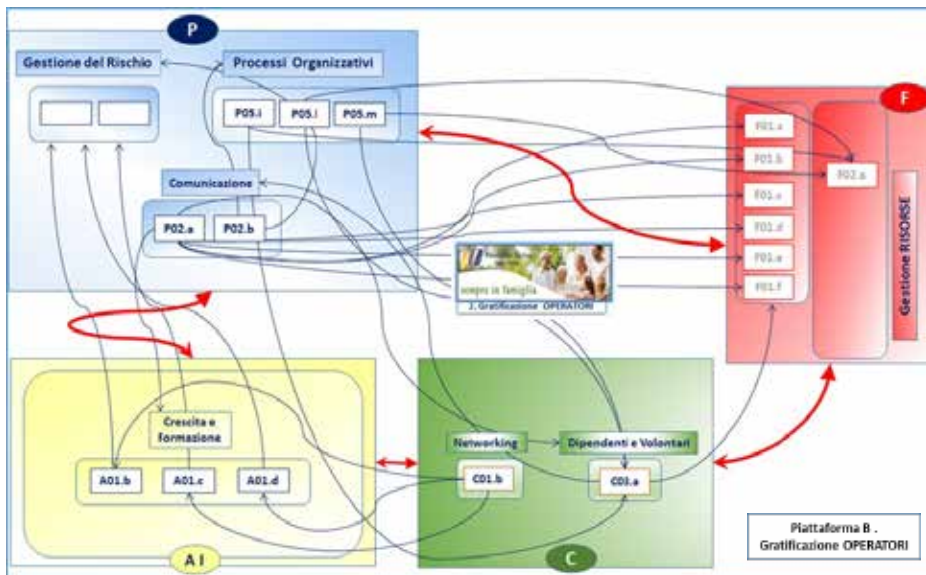 P
Gestione del Rischio
Processi Organizzativi
P05.i
P05.l
P05.m
Comunicazione
P02.a
P02.b
F
F01.a
F01.b
F01.c
F01.d
F01.e
F01.f
F02.a
Gestione RISORSE
sempre in famiglia
J. Gratificazione OPERATORI
Crescita e
formazione
A01.b
A01.c
A01.d
A I
Networking
Dipendenti e Volontari
C01.b
C03.a
C
Piattaforma B .
Gratificazione OPERATORI